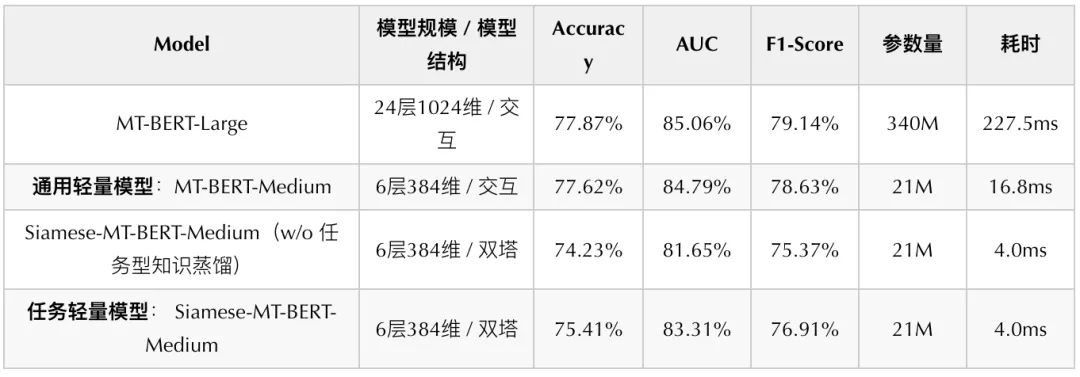 Model 模型规模 / 模型结构 Accuracy AUC F1-Score 参数量 耗时
MT-BERT-Large 24层1024维 / 交互 77.87% 85.06% 79.14% 340M 227.5ms
通用轻量模型：MT-BERT-Medium 6层384维 / 交互 77.62% 84.79% 78.63% 21M 16.8ms
Siamese-MT-BERT-Medium（w/o 任务型知识蒸馏） 6层384维 / 双塔 74.23% 81.65% 75.37% 21M 4.0ms
任务轻量模型： Siamese-MT-BERT-Medium 6层384维 / 双塔 75.41% 83.31% 76.91% 21M 4.0ms